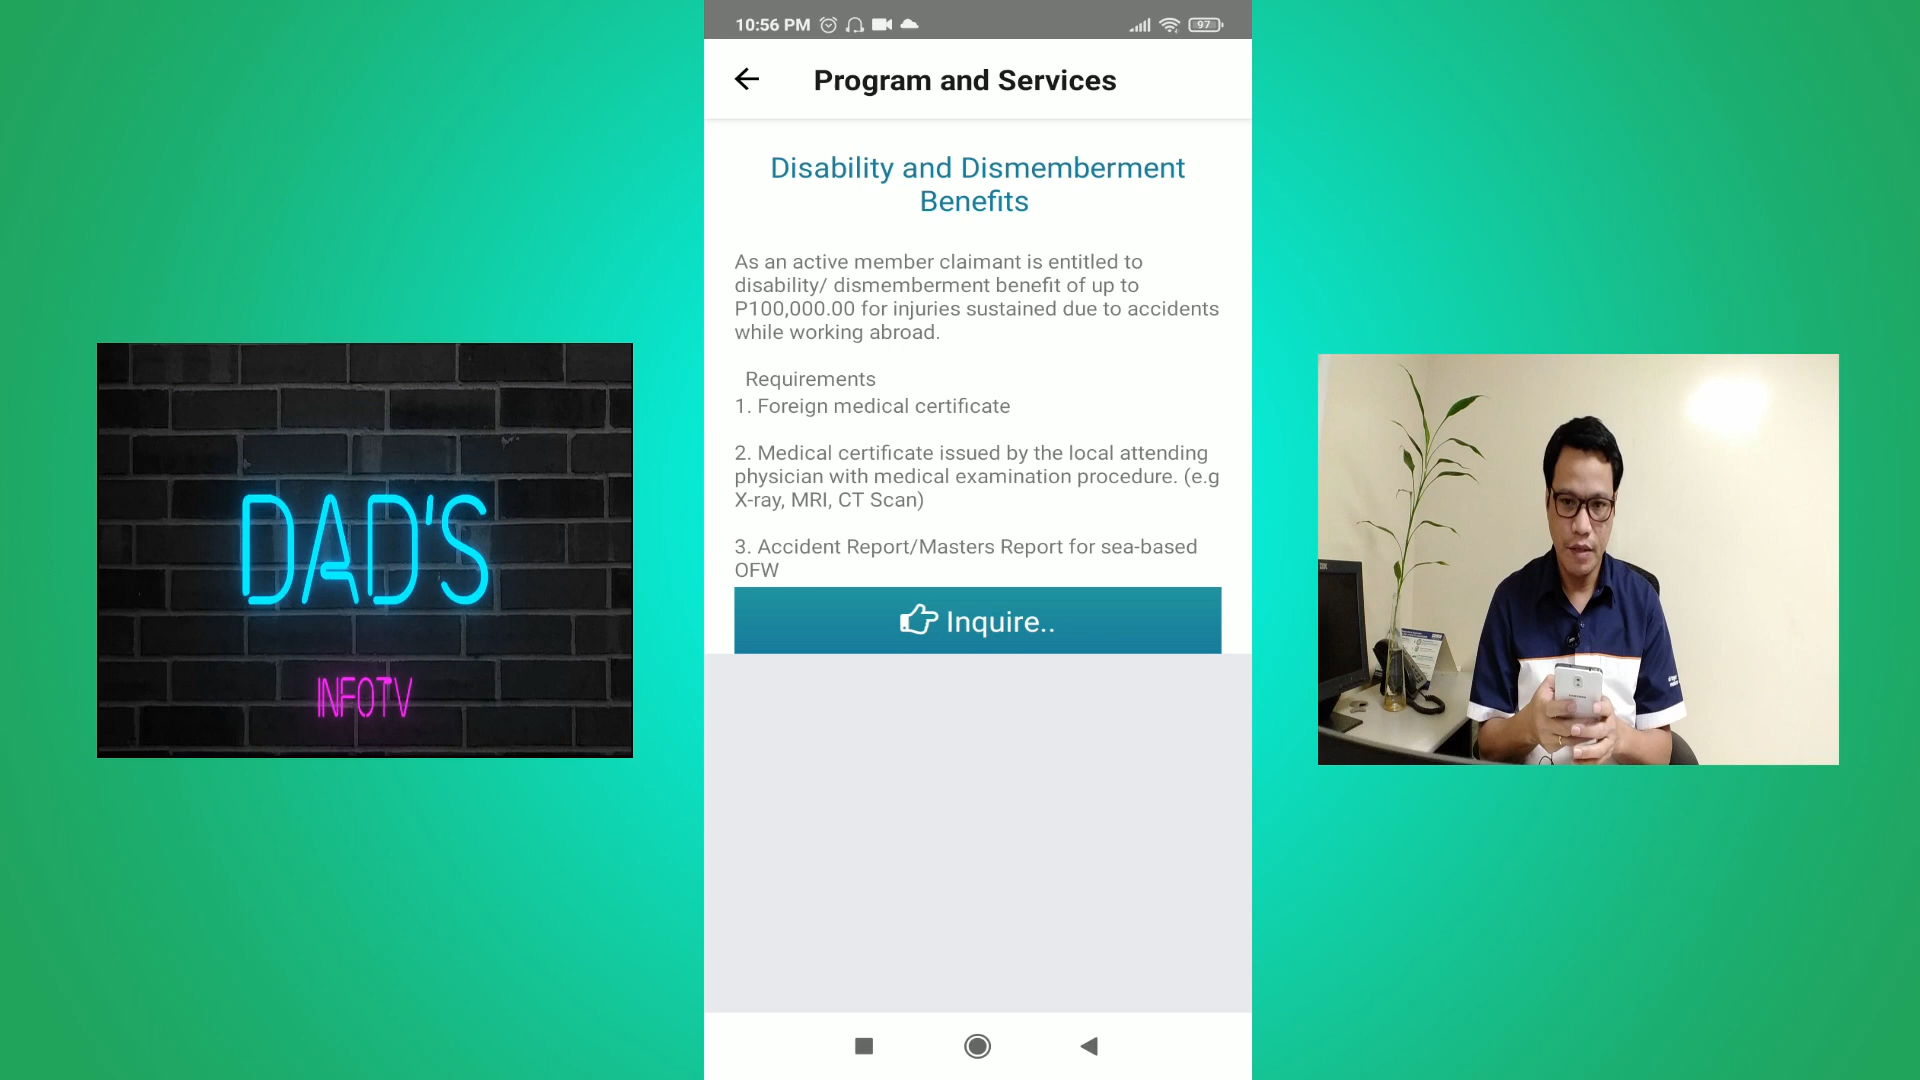 10:56 PM
97
Program and Services
Disability and Dismemberment
Benefits
As an active member claimant is entitled to
disability/ dismemberment benefit of up to
P100,000.00 for injuries sustained due to accidents
while working abroad.
Requirements
1. Foreign medical certificate
2. Medical certificate issued by the local attending
physician with medical examination procedure. (e.g
X-ray, MRI, CT Scan)
3. Accident Report/Masters Report for sea-based
OFW
Inquire..
DAD'S
INFOTV
IBM
SAMSUNG